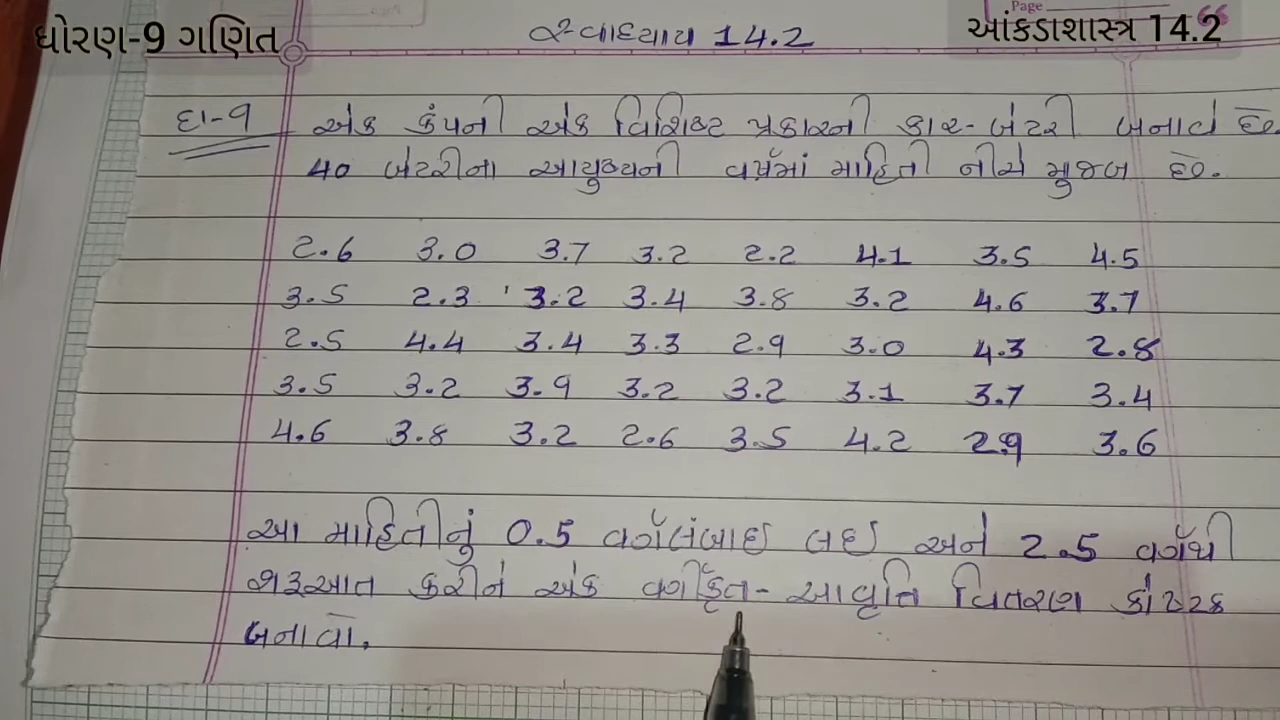 Page
ધોરણ-9 ગણિત
સ્વાધ્યાય 14.2
આંકડાશાસ્ત્ર 14.2
દા-9 એક કંપની એક વિશિષ્ટ પ્રકારની કાર-બેટરી બનાવે છે.
40 બેટરીના આયુષ્યની વર્ષમાં માહિતી નીચે મુજબ છે.
2.6 3.0 3.7 3.2 2.2 4.1 3.5 4.5
3.5 2.3 3.2 3.4 3.8 3.2 4.6 3.7
2.5 4.4 3.4 3.3 2.9 3.0 4.3 2.8
3.5 3.2 3.9 3.2 3.2 3.1 3.7 3.4
4.6 3.8 3.2 2.6 3.5 4.2 2.9 3.6
આ માહિતીનું 0.5 વર્ગલંબાઇ લઇ અને 2.5 વર્ગથી
શરૂઆત કરીને એક વર્ગીકૃત-આવૃતિ વિતરણ કોષ્ટક
બનાવો.